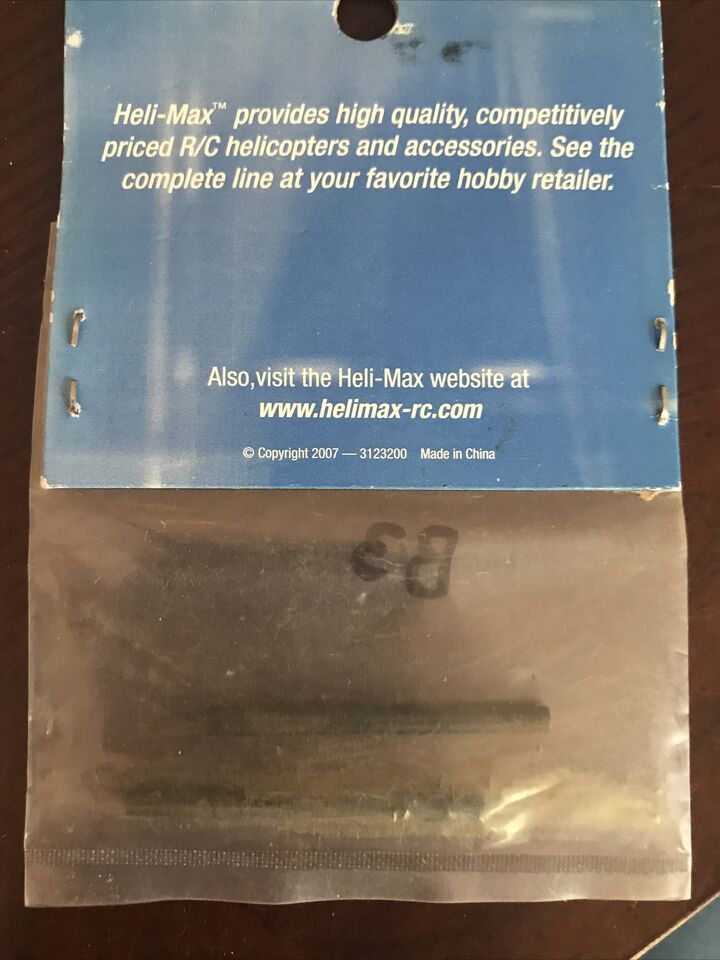 Heli-Max™ provides high quality, competitively
priced R/C helicopters and accessories. See the
complete line at your favorite hobby retailer.
Also,visit the Heli-Max website at
www.helimax-rc.com
© Copyright 2007 — 3123200 Made in China
B3